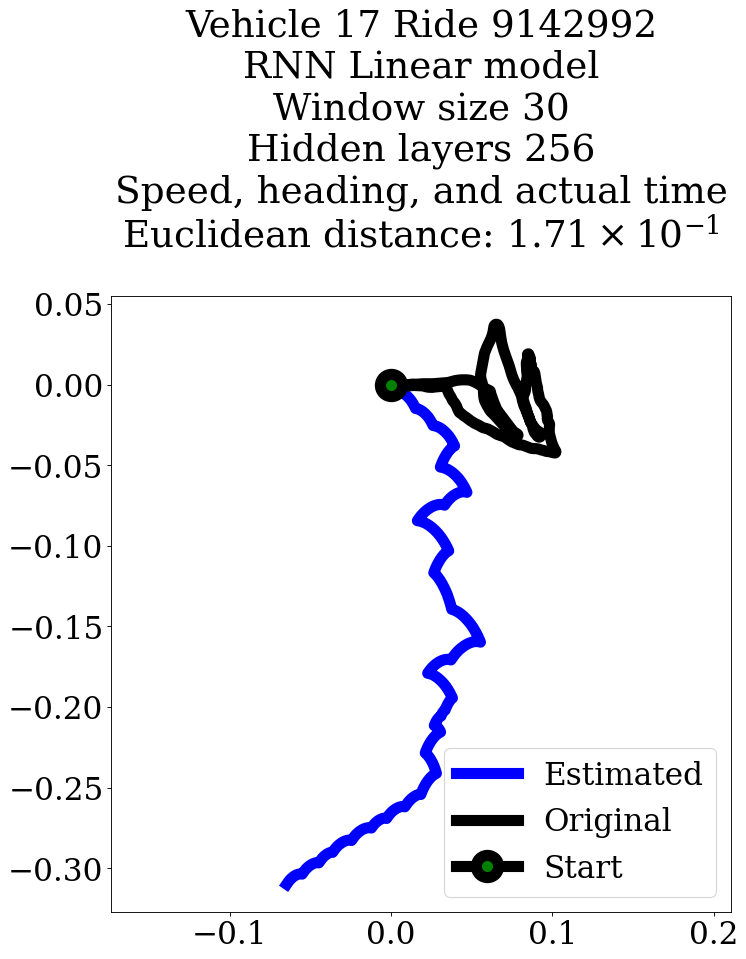 Vehicle 17 Ride 9142992
RNN Linear model
Window size 30
Hidden layers 256
Speed, heading, and actual time
Euclidean distance: 1.71 × 10⁻¹
0.05
0.00
−0.05
−0.10
−0.15
−0.20
−0.25
−0.30
Estimated
Original
Start
−0.1
0.0
0.1
0.2